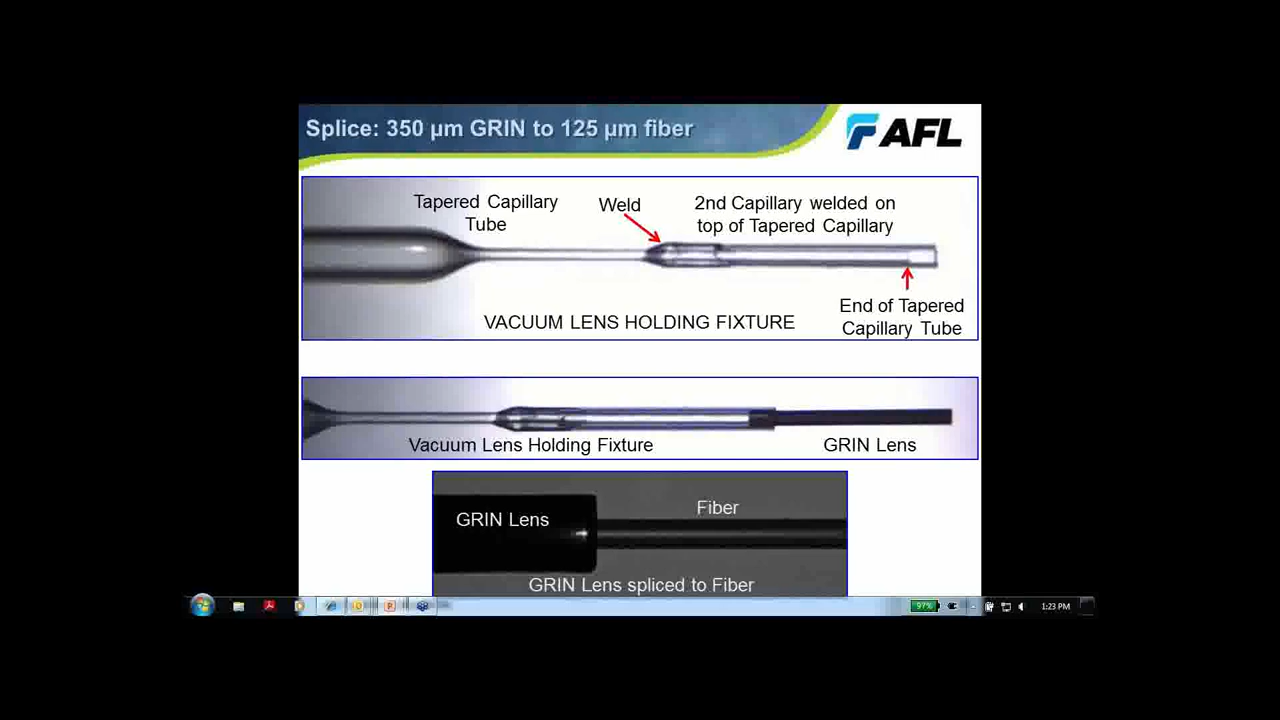 Splice: 350 µm GRIN to 125 µm fiber
AFL
Tapered Capillary
Tube
Weld
2nd Capillary welded on
top of Tapered Capillary
End of Tapered
Capillary Tube
VACUUM LENS HOLDING FIXTURE
Vacuum Lens Holding Fixture
GRIN Lens
GRIN Lens
Fiber
GRIN Lens spliced to Fiber
97%
1:23 PM